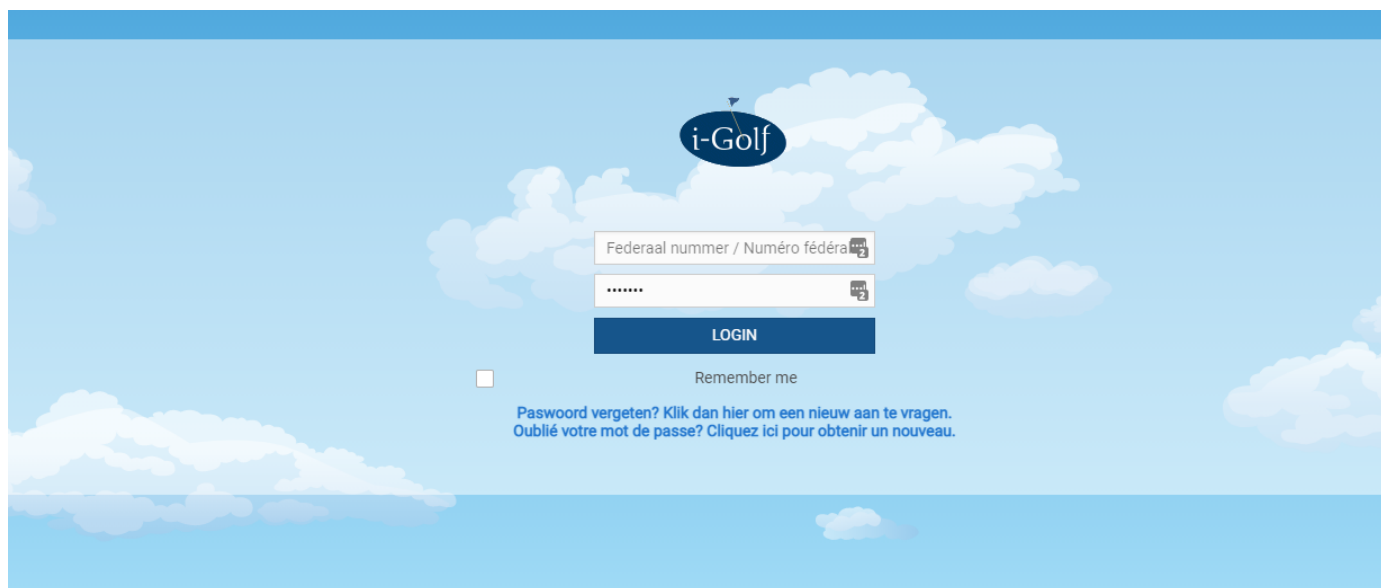 i-Golf
Federaal nummer / Numéro fédéra
•••••••
LOGIN
Remember me
Paswoord vergeten? Klik dan hier om een nieuw aan te vragen.
Oublié votre mot de passe? Cliquez ici pour obtenir un nouveau.